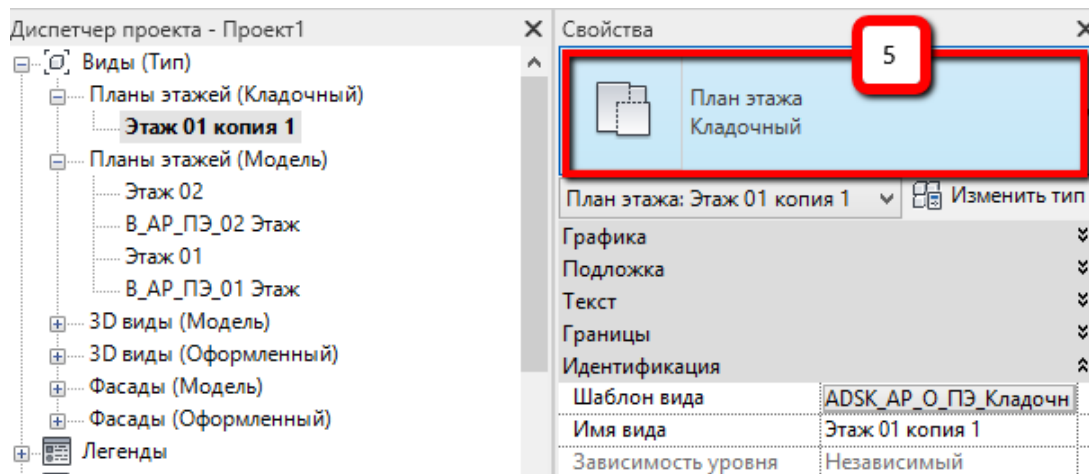 Диспетчер проекта - Проект1
Виды (Тип)
Планы этажей (Кладочный)
Этаж 01 копия 1
Планы этажей (Модель)
Этаж 02
В_АР_ПЭ_02 Этаж
Этаж 01
В_АР_ПЭ_01 Этаж
3D виды (Модель)
3D виды (Оформленный)
Фасады (Модель)
Фасады (Оформленный)
Легенды
Свойства
5
План этажа
Кладочный
План этажа: Этаж 01 копия 1
Изменить тип
Графика
Подложка
Текст
Границы
Идентификация
Шаблон вида ADSK_АР_О_ПЭ_Кладочн
Имя вида Этаж 01 копия 1
Зависимость уровня Независимый